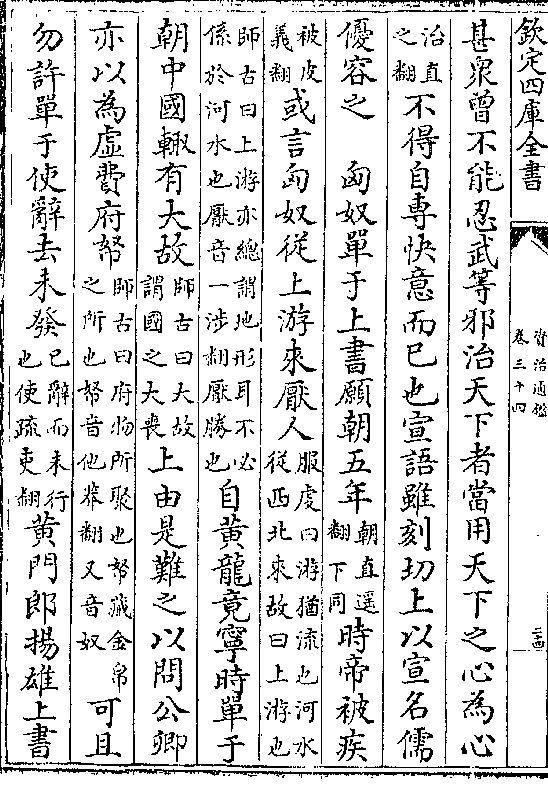 欽定四庫全書
資治通鑑
卷三十四
三四
甚衆曾不能忍武等邪治天下者當用天下之心為心
治直
之翻
不得自專快意而已也宣語雖刻切上以宣名儒
優容之 匈奴單于上書願朝五年
朝直遥
翻下同
時帝被疾
被皮
義翻
或言匈奴從上游來厭人
服䖍曰游猶流也河水
從西北來故曰上游也
師古曰上游亦總謂地形耳不必
係於河水也厭音一渉翻厭勝也
自黄龍竟寧時單于
朝中國輙有大故
師古曰大故
謂國之大喪
上由是難之以問公卿
亦以為虛費府帑
師古曰府物所聚也帑藏金帛
之所也帑音他莽翻又音奴
可且
勿許單于使辭去未發
已辭而未行
也使疏吏翻
黄門郎揚雄上書